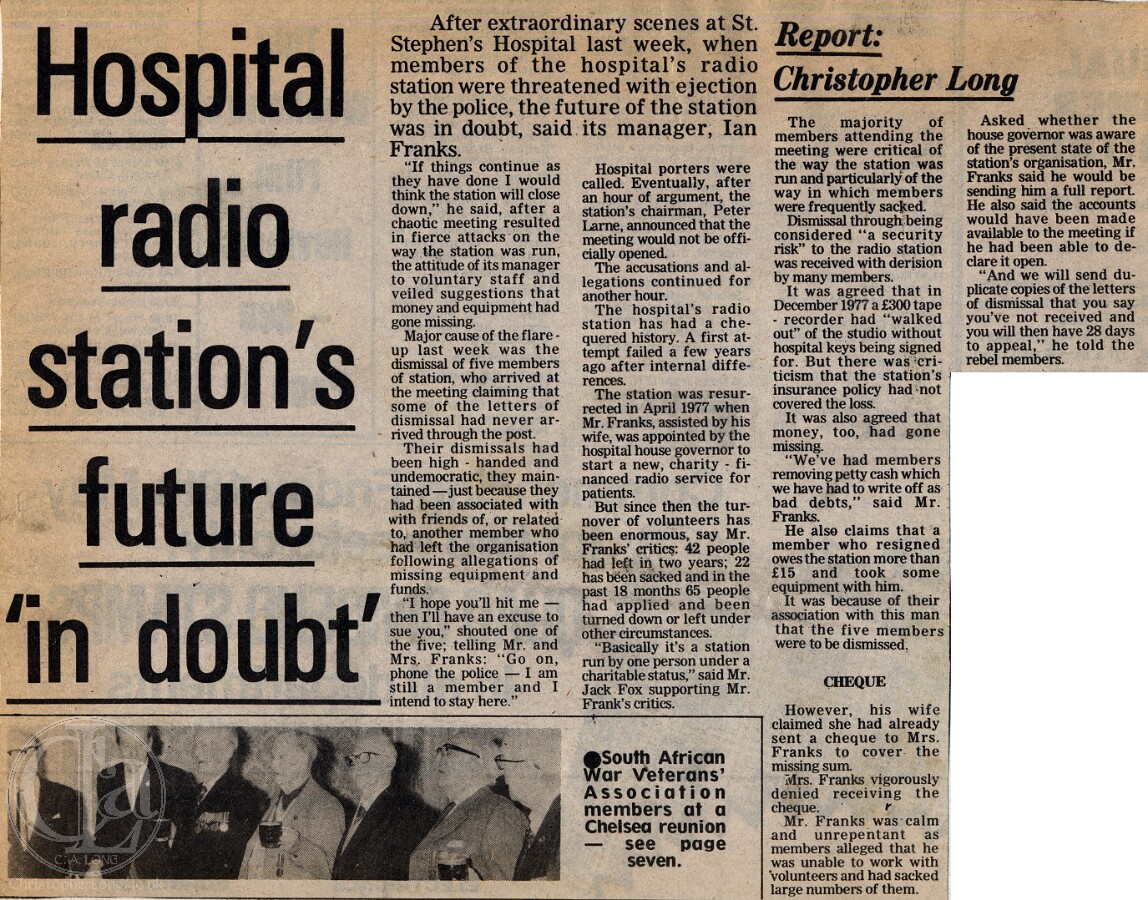 Hospital
radio
station's
future
'in doubt'
After extraordinary scenes at St.
Stephen's Hospital last week, when
members of the hospital's radio
station were threatened with ejection
by the police, the future of the station
was in doubt, said its manager, Ian
Franks.
"If things continue as
they have done I would
think the station will close
down," he said, after a
chaotic meeting resulted
in fierce attacks on the
way the station was run,
the attitude of its manager
to voluntary staff and
veiled suggestions that
money and equipment had
gone missing.
Major cause of the flare-
up last week was the
dismissal of five members
of station, who arrived at
the meeting claiming that
some of the letters of
dismissal had never ar-
rived through the post.
Their dismissals had
been high - handed and
undemocratic, they main-
tained — just because they
had been associated with
with friends of, or related
to, another member who
had left the organisation
following allegations of
missing equipment and
funds.
"I hope you'll hit me —
then I'll have an excuse to
sue you," shouted one of
the five; telling Mr. and
Mrs. Franks: "Go on,
phone the police — I am
still a member and I
intend to stay here."
Hospital porters were
called. Eventually, after
an hour of argument, the
station's chairman, Peter
Larne, announced that the
meeting would not be offi-
cially opened.
The accusations and al-
legations continued for
another hour.
The hospital's radio
station has had a che-
quered history. A first at-
tempt failed a few years
ago after internal diffe-
rences.
The station was resur-
rected in April 1977 when
Mr. Franks, assisted by his
wife, was appointed by the
hospital house governor to
start a new, charity - fi-
nanced radio service for
patients.
But since then the tur-
nover of volunteers has
been enormous, say Mr.
Franks' critics: 42 people
had left in two years; 22
has been sacked and in the
past 18 months 65 people
had applied and been
turned down or left under
other circumstances.
"Basically it's a station
run by one person under a
charitable status," said Mr.
Jack Fox supporting Mr.
Frank's critics.
Report:
Christopher Long
The majority of
members attending the
meeting were critical of
the way the station was
run and particularly of the
way in which members
were frequently sacked.
Dismissal through being
considered "a security
risk" to the radio station
was received with derision
by many members.
It was agreed that in
December 1977 a £300 tape
- recorder had "walked
out" of the studio without
hospital keys being signed
for. But there was cri-
ticism that the station's
insurance policy had not
covered the loss.
It was also agreed that
money, too, had gone
missing.
"We've had members
removing petty cash which
we have had to write off as
bad debts," said Mr.
Franks.
He also claims that a
member who resigned
owes the station more than
£15 and took some
equipment with him.
It was because of their
association with this man
that the five members
were to be dismissed.
CHEQUE
However, his wife
claimed she had already
sent a cheque to Mrs.
Franks to cover the
missing sum.
Mrs. Franks vigorously
denied receiving the
cheque.
Mr. Franks was calm
and unrepentant as
members alleged that he
was unable to work with
volunteers and had sacked
large numbers of them.
Asked whether the
house governor was aware
of the present state of the
station's organisation, Mr.
Franks said he would be
sending him a full report.
He also said the accounts
would have been made
available to the meeting if
he had been able to de-
clare it open.
"And we will send du-
plicate copies of the letters
of dismissal that you say
you've not received and
you will then have 28 days
to appeal," he told the
rebel members.
South African
War Veterans'
Association
members at a
Chelsea reunion
— see page
seven.
C. A. LONG